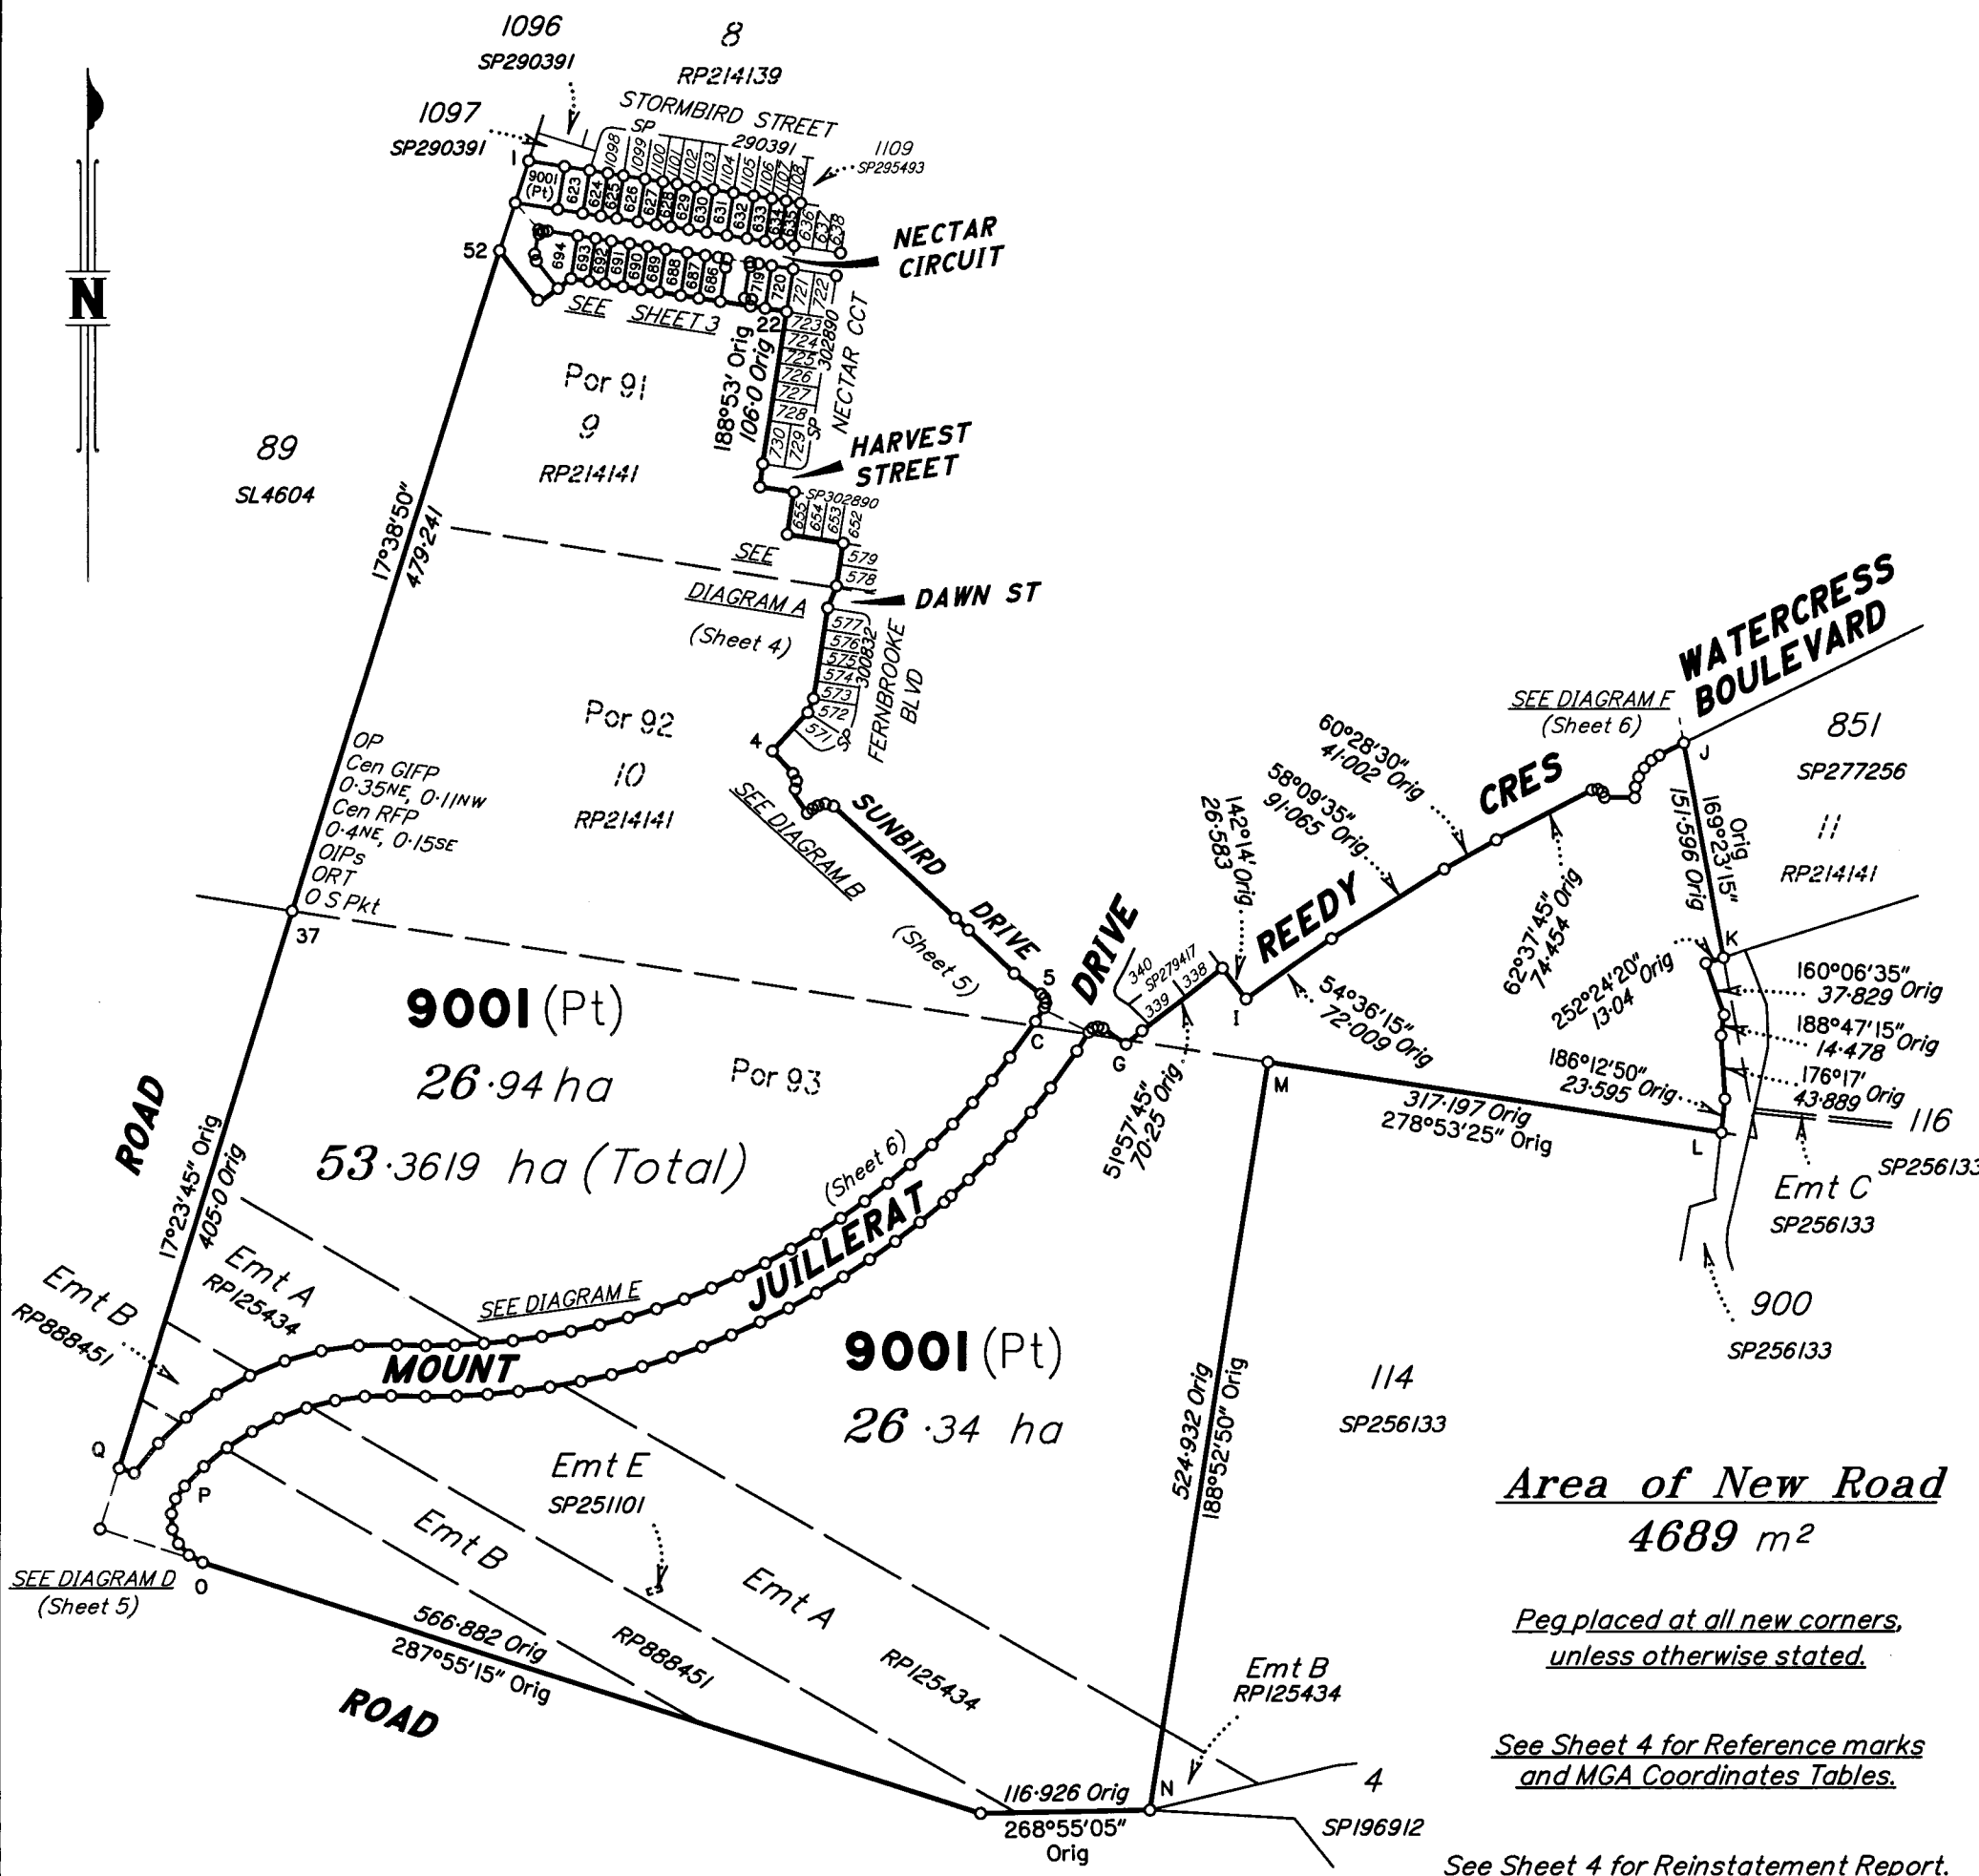 1096
SP290391
8
RP214139
1097
SP290391
STORMBIRD STREET
SP
290391
1109
SP295493
1098
1099
1100
1101
1102
1103
1104
1105
1106
1107
1108
1
9001
(Pt)
623
624
625
626
627
628
629
630
631
632
633
634
635
636
637
638
NECTAR
CIRCUIT
N
52
694
693
692
691
690
689
688
687
686
719
720
721
722
SEE SHEET 3
22
723
724
725
726
727
728
730
729
SP
302890
NECTAR CCT
188°53' Orig
106·0 Orig
Por 91
9
RP214141
HARVEST
STREET
89
SL4604
17°38'50"
479·241
SP302890
655
654
653
652
579
578
SEE
DIAGRAM A
(Sheet 4)
DAWN ST
577
576
575
574
573
572
571
SP
300832
FERNBROOKE
BLVD
WATERCRESS
BOULEVARD
SEE DIAGRAM F
(Sheet 6)
851
SP277256
J
Por 92
10
RP214141
4
OP
Cen GIFP
0·35NE, 0·11NW
Cen RFP
0·4NE, 0·15SE
OIPs
ORT
O S Pkt
37
SEE DIAGRAM B
(Sheet 5)
SUNBIRD
DRIVE
5
C
60°28'30"
41·002 Orig
58°09'35"
91·065 Orig
142°14' Orig
26·583
CRES
REEDY
62°37'45"
74·454 Orig
169°23'15"
Orig
151·596 Orig
11
RP214141
K
252°24'20"
13·04 Orig
160°06'35"
37·829 Orig
188°47'15"
14·478 Orig
176°17'
43·889 Orig
186°12'50"
23·595 Orig
DRIVE
340
SP279417
339
338
G
I
54°36'15"
72·009 Orig
51°57'45"
70·25 Orig
M
317·197 Orig
278°53'25" Orig
L
116
SP256133
Emt C
SP256133
900
SP256133
9001 (Pt)
26·94 ha
Por 93
53·3619 ha (Total)
ROAD
17°23'45" Orig
405·0 Orig
(Sheet 6)
Emt A
RP125434
Emt B
RP888451
SEE DIAGRAM E
JUILLERAT
MOUNT
9001 (Pt)
26·34 ha
524·932 Orig
188°52'50" Orig
114
SP256133
Q
P
O
SEE DIAGRAM D
(Sheet 5)
Emt E
SP251101
Emt B
RP888451
Emt A
RP125434
566·882 Orig
287°55'15" Orig
ROAD
Emt B
RP125434
N
116·926 Orig
268°55'05"
Orig
4
SP196912
Area of New Road
4689 m²
Peg placed at all new corners,
unless otherwise stated.
See Sheet 4 for Reference marks
and MGA Coordinates Tables.
See Sheet 4 for Reinstatement Report.